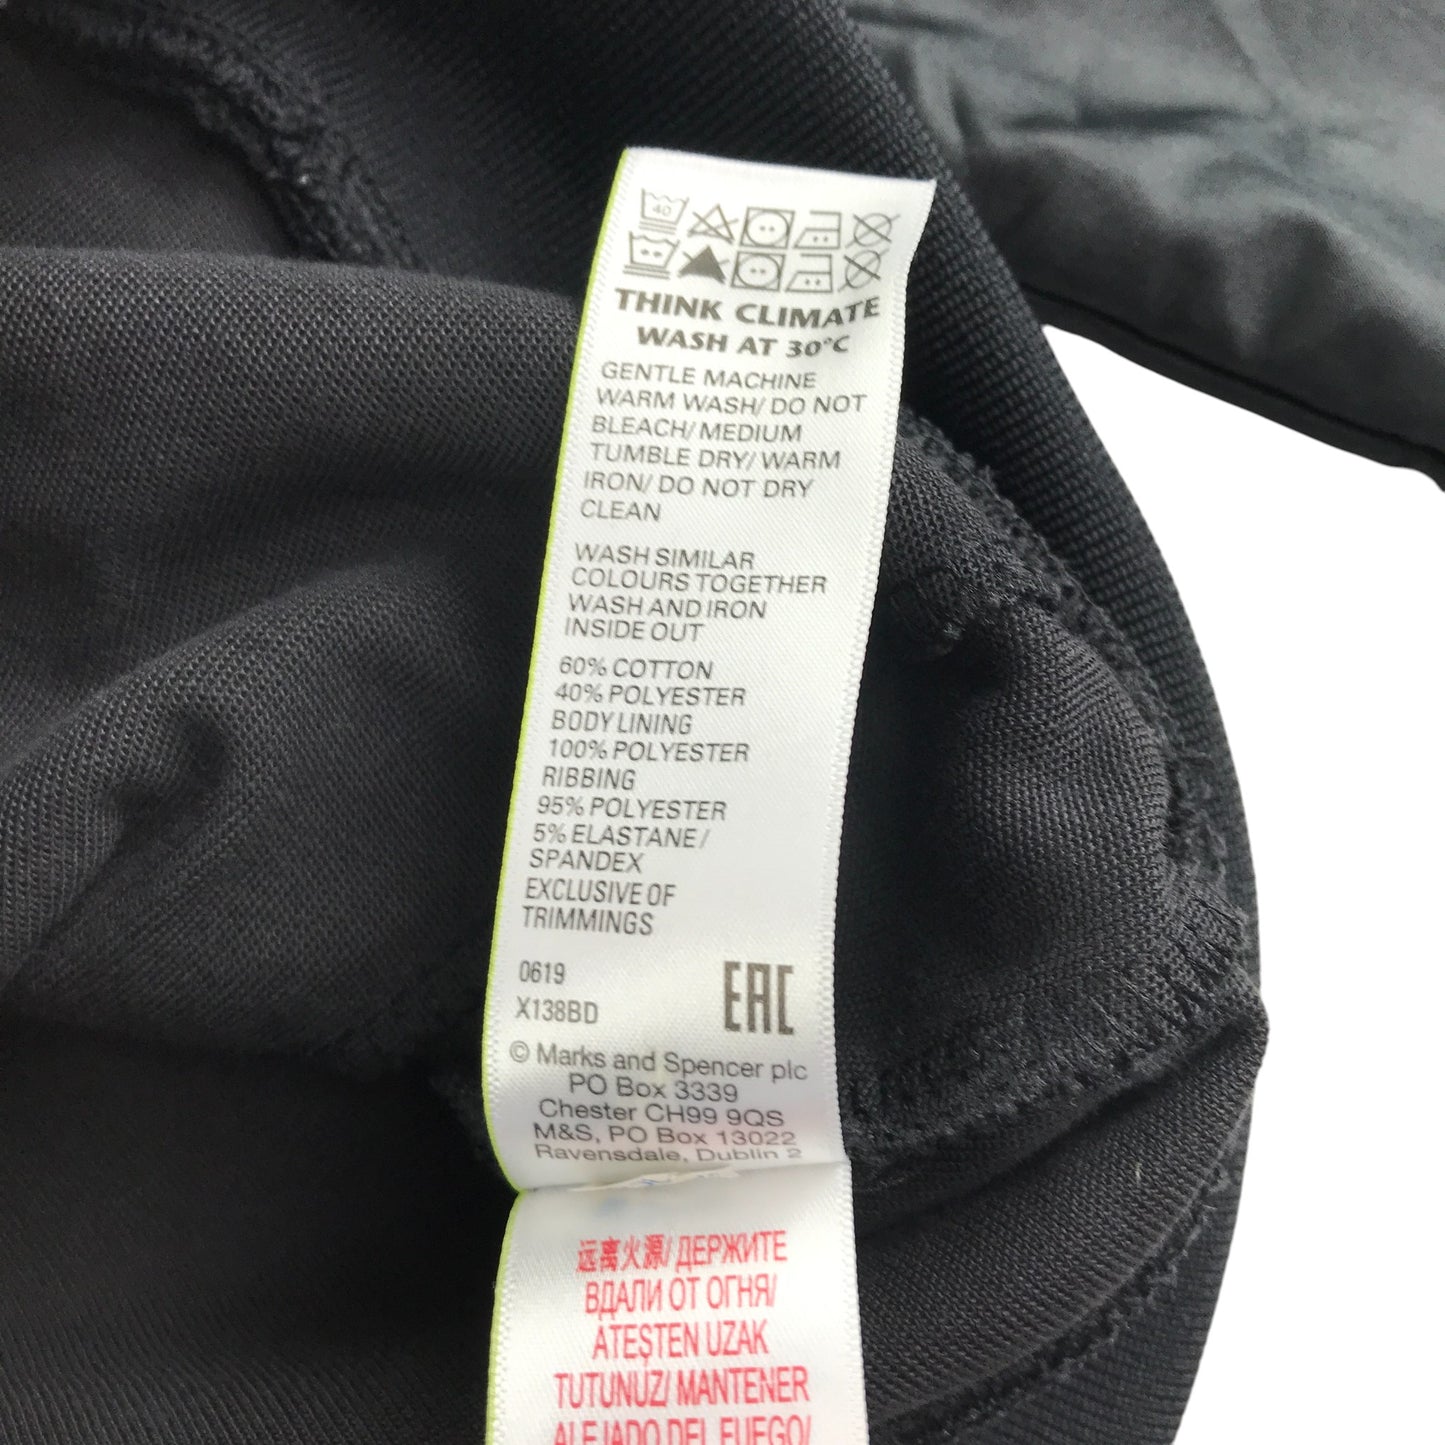 40
THINK CLIMATE
WASH AT 30°C
GENTLE MACHINE
WARM WASH/ DO NOT
BLEACH/ MEDIUM
TUMBLE DRY/ WARM
IRON/ DO NOT DRY
CLEAN
WASH SIMILAR
COLOURS TOGETHER
WASH AND IRON
INSIDE OUT
60% COTTON
40% POLYESTER
BODY LINING
100% POLYESTER
RIBBING
95% POLYESTER
5% ELASTANE/
SPANDEX
EXCLUSIVE OF
TRIMMINGS
0619
X138BD
EAC
© Marks and Spencer plc
PO Box 3339
Chester CH99 9QS
M&S, PO Box 13022
Ravensdale, Dublin 2
远离火源/ ДЕРЖИТЕ
ВДАЛИ ОТ ОГНЯ/
ATEŞTEN UZAK
TUTUNUZ/ MANTENER
ALEJADO DEL FUEGO/